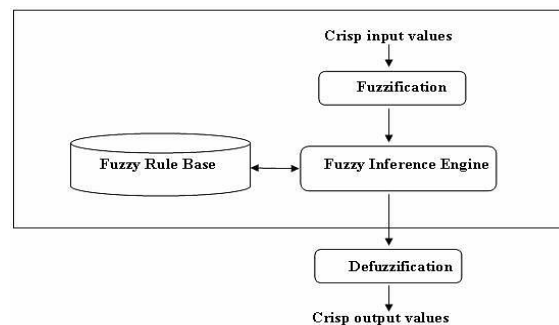 Crisp input values
Fuzzification
Fuzzy Rule Base
Fuzzy Inference Engine
Defuzzification
Crisp output values